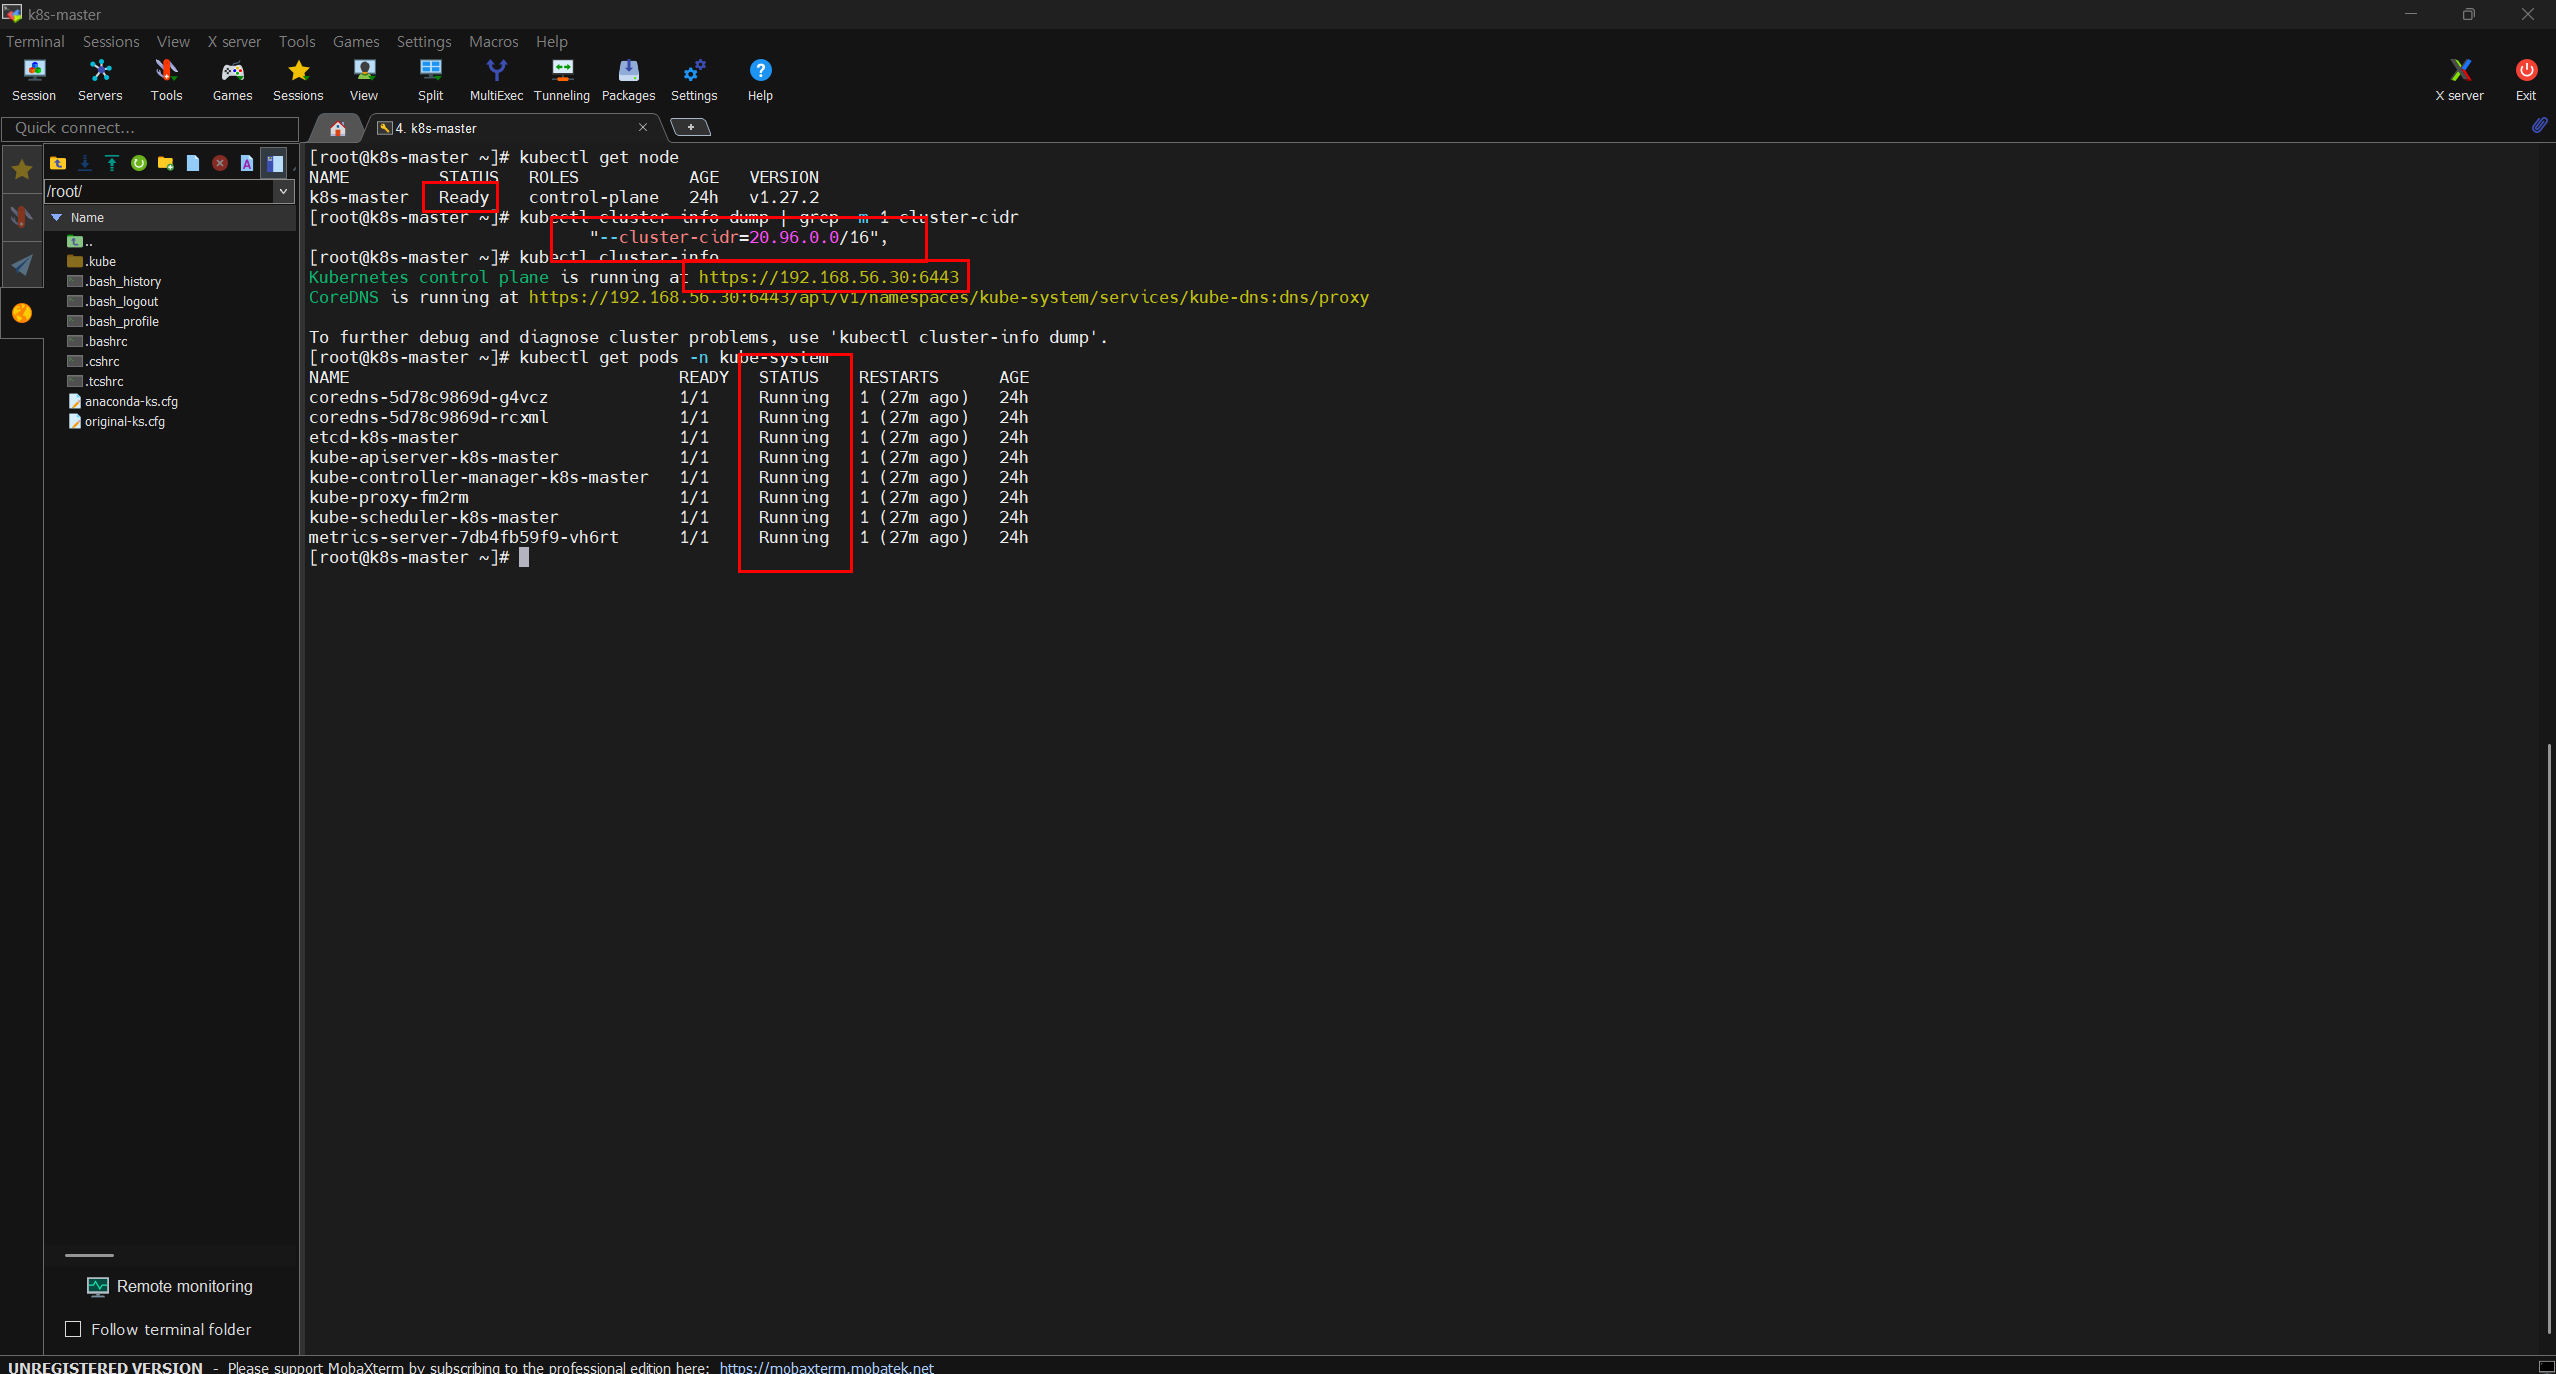 k8s-master
Terminal Sessions View X server Tools Games Settings Macros Help
Session Servers Tools Games Sessions View Split MultiExec Tunneling Packages Settings Help X server Exit
Quick connect...
4. k8s-master
/root/
Name
..
.kube
.bash_history
.bash_logout
.bash_profile
.bashrc
.cshrc
.tcshrc
anaconda-ks.cfg
original-ks.cfg
Remote monitoring
Follow terminal folder
[root@k8s-master ~]# kubectl get node
NAME STATUS ROLES AGE VERSION
k8s-master Ready control-plane 24h v1.27.2
[root@k8s-master ~]# kubectl cluster-info dump | grep -m 1 cluster-cidr
"--cluster-cidr=20.96.0.0/16",
[root@k8s-master ~]# kubectl cluster-info
Kubernetes control plane is running at https://192.168.56.30:6443
CoreDNS is running at https://192.168.56.30:6443/api/v1/namespaces/kube-system/services/kube-dns:dns/proxy
To further debug and diagnose cluster problems, use 'kubectl cluster-info dump'.
[root@k8s-master ~]# kubectl get pods -n kube-system
NAME READY STATUS RESTARTS AGE
coredns-5d78c9869d-g4vcz 1/1 Running 1 (27m ago) 24h
coredns-5d78c9869d-rcxml 1/1 Running 1 (27m ago) 24h
etcd-k8s-master 1/1 Running 1 (27m ago) 24h
kube-apiserver-k8s-master 1/1 Running 1 (27m ago) 24h
kube-controller-manager-k8s-master 1/1 Running 1 (27m ago) 24h
kube-proxy-fm2rm 1/1 Running 1 (27m ago) 24h
kube-scheduler-k8s-master 1/1 Running 1 (27m ago) 24h
metrics-server-7db4fb59f9-vh6rt 1/1 Running 1 (27m ago) 24h
[root@k8s-master ~]#
UNREGISTERED VERSION - Please support MobaXterm by subscribing to the professional edition here: https://mobaxterm.mobatek.net